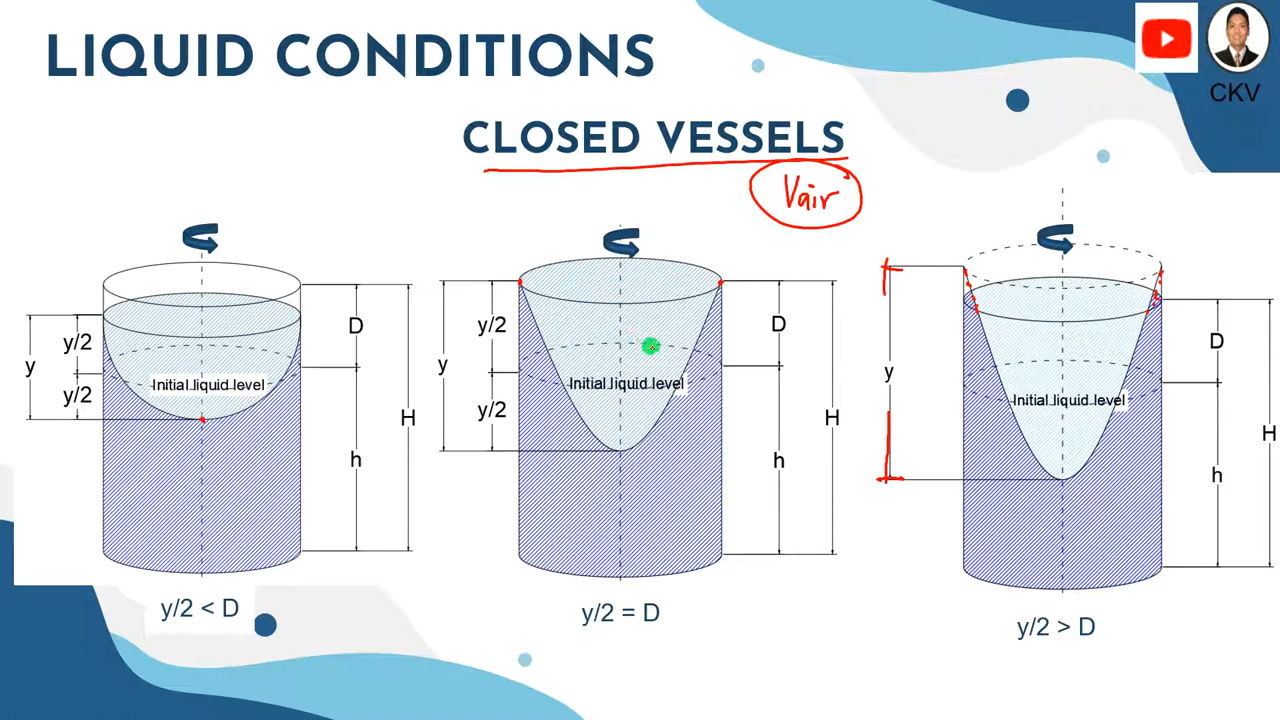 LIQUID CONDITIONS
CKV
CLOSED VESSELS
Vair
y
y/2
y/2
Initial liquid level
D
h
H
y/2 < D
y
y/2
y/2
Initial liquid level
D
h
H
y/2 = D
y
Initial liquid level
D
h
H
y/2 > D